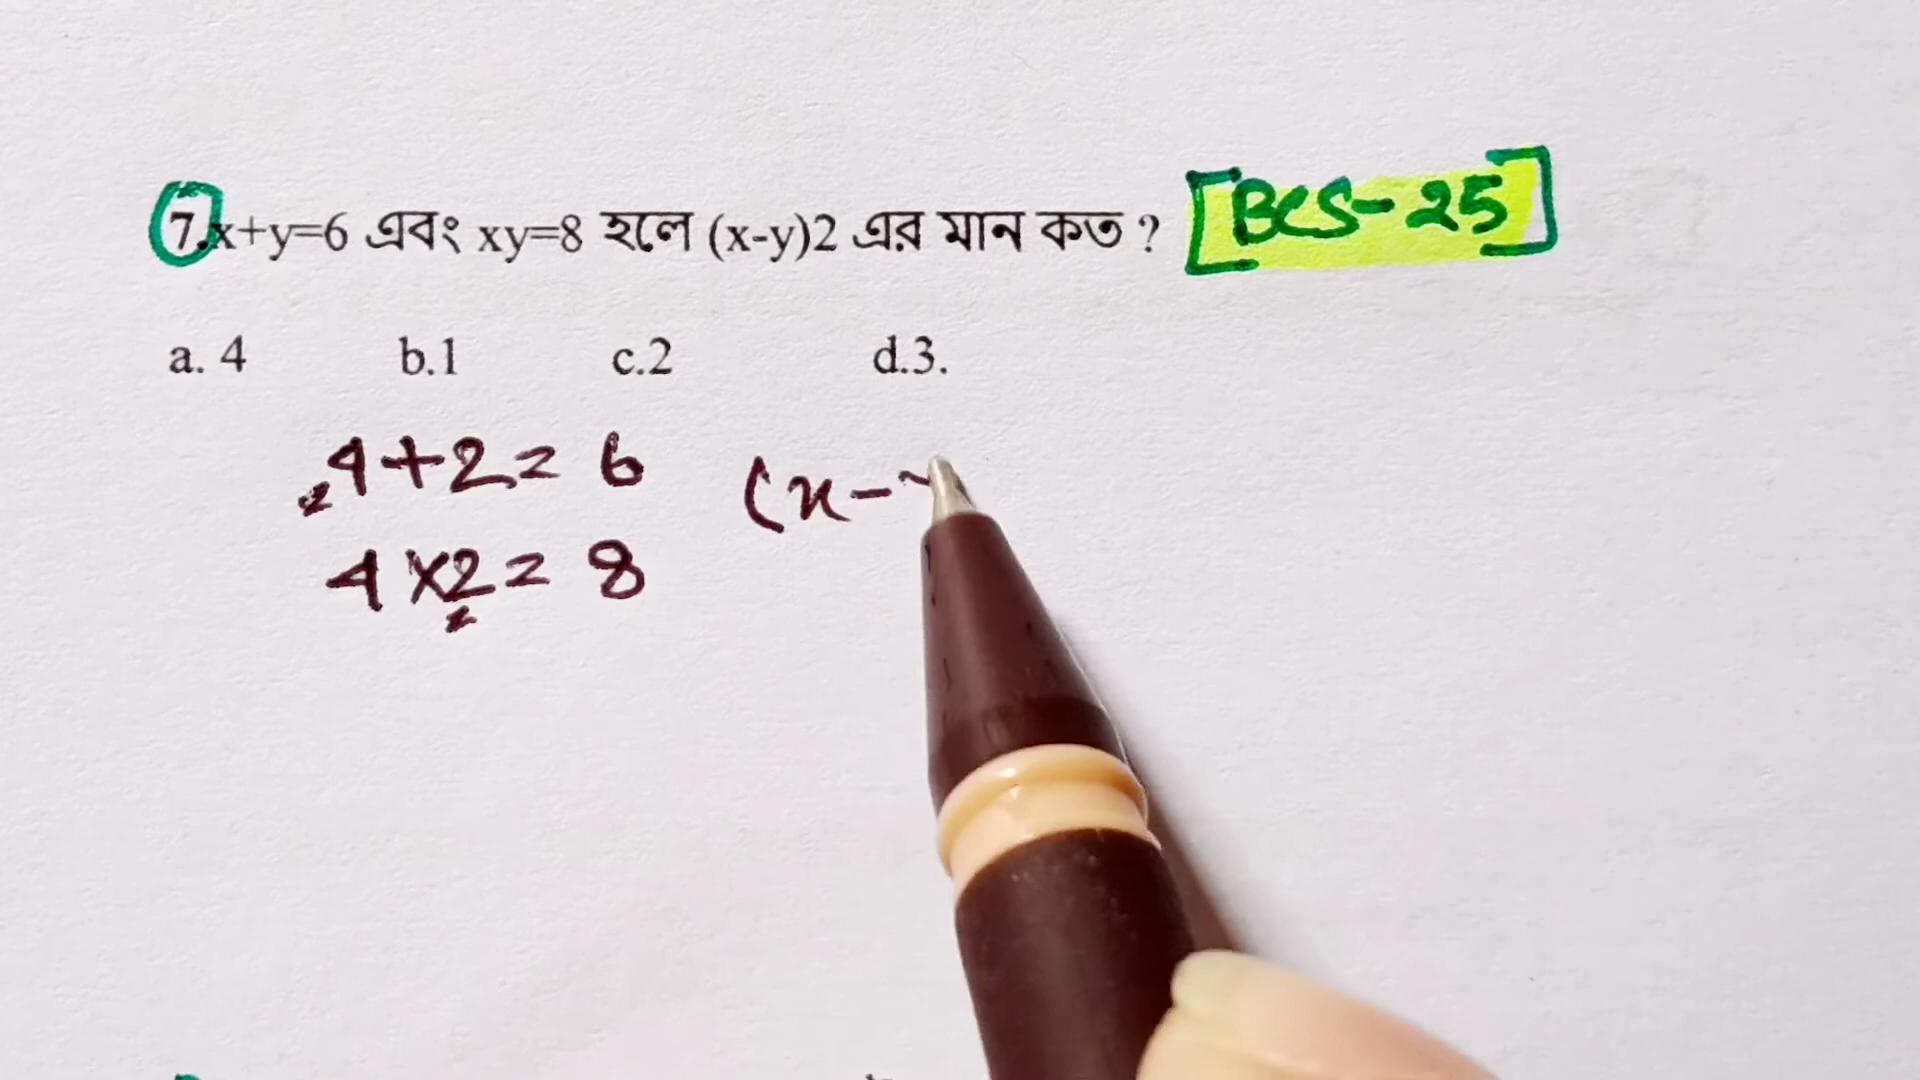 7.x+y=6 এবং xy=8 হলে (x-y)2 এর মান কত ? [BCS-25]
a. 4 b.1 c.2 d.3.
4+2= 6 (x-
4×2= 8